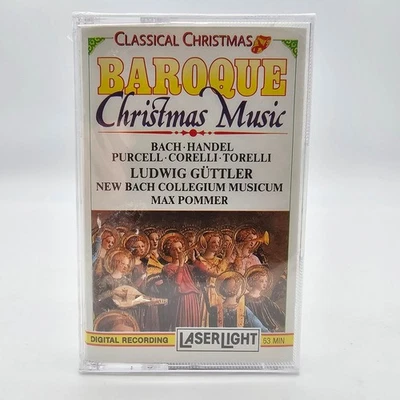 CLASSICAL CHRISTMAS
BAROQUE
Christmas Music
BACH · HANDEL
PURCELL · CORELLI · TORELLI
LUDWIG GÜTTLER
NEW BACH COLLEGIUM MUSICUM
MAX POMMER
DIGITAL RECORDING
LASERLIGHT
53 MIN